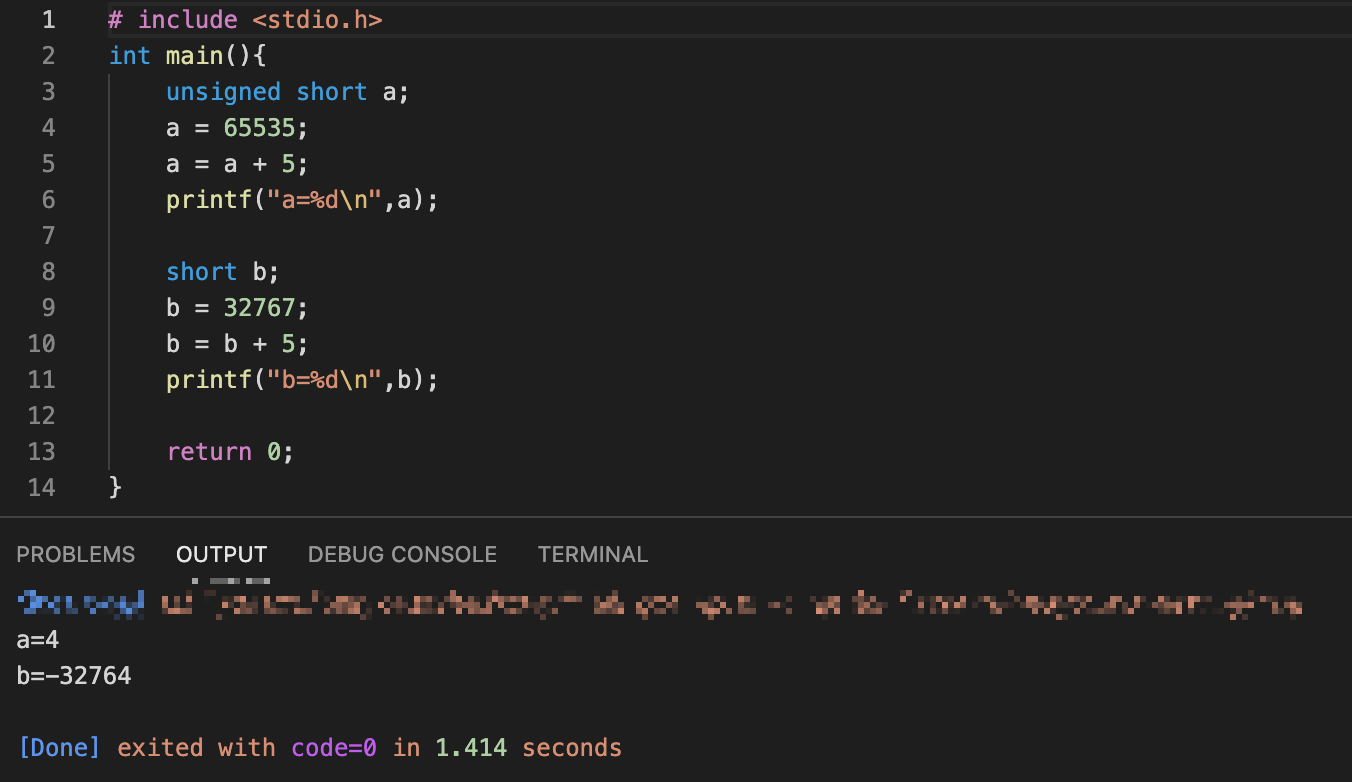 1 # include <stdio.h>
2 int main(){
3 unsigned short a;
4 a = 65535;
5 a = a + 5;
6 printf("a=%d\n",a);
7
8 short b;
9 b = 32767;
10 b = b + 5;
11 printf("b=%d\n",b);
12
13 return 0;
14 }
PROBLEMS OUTPUT DEBUG CONSOLE TERMINAL
a=4
b=-32764
[Done] exited with code=0 in 1.414 seconds